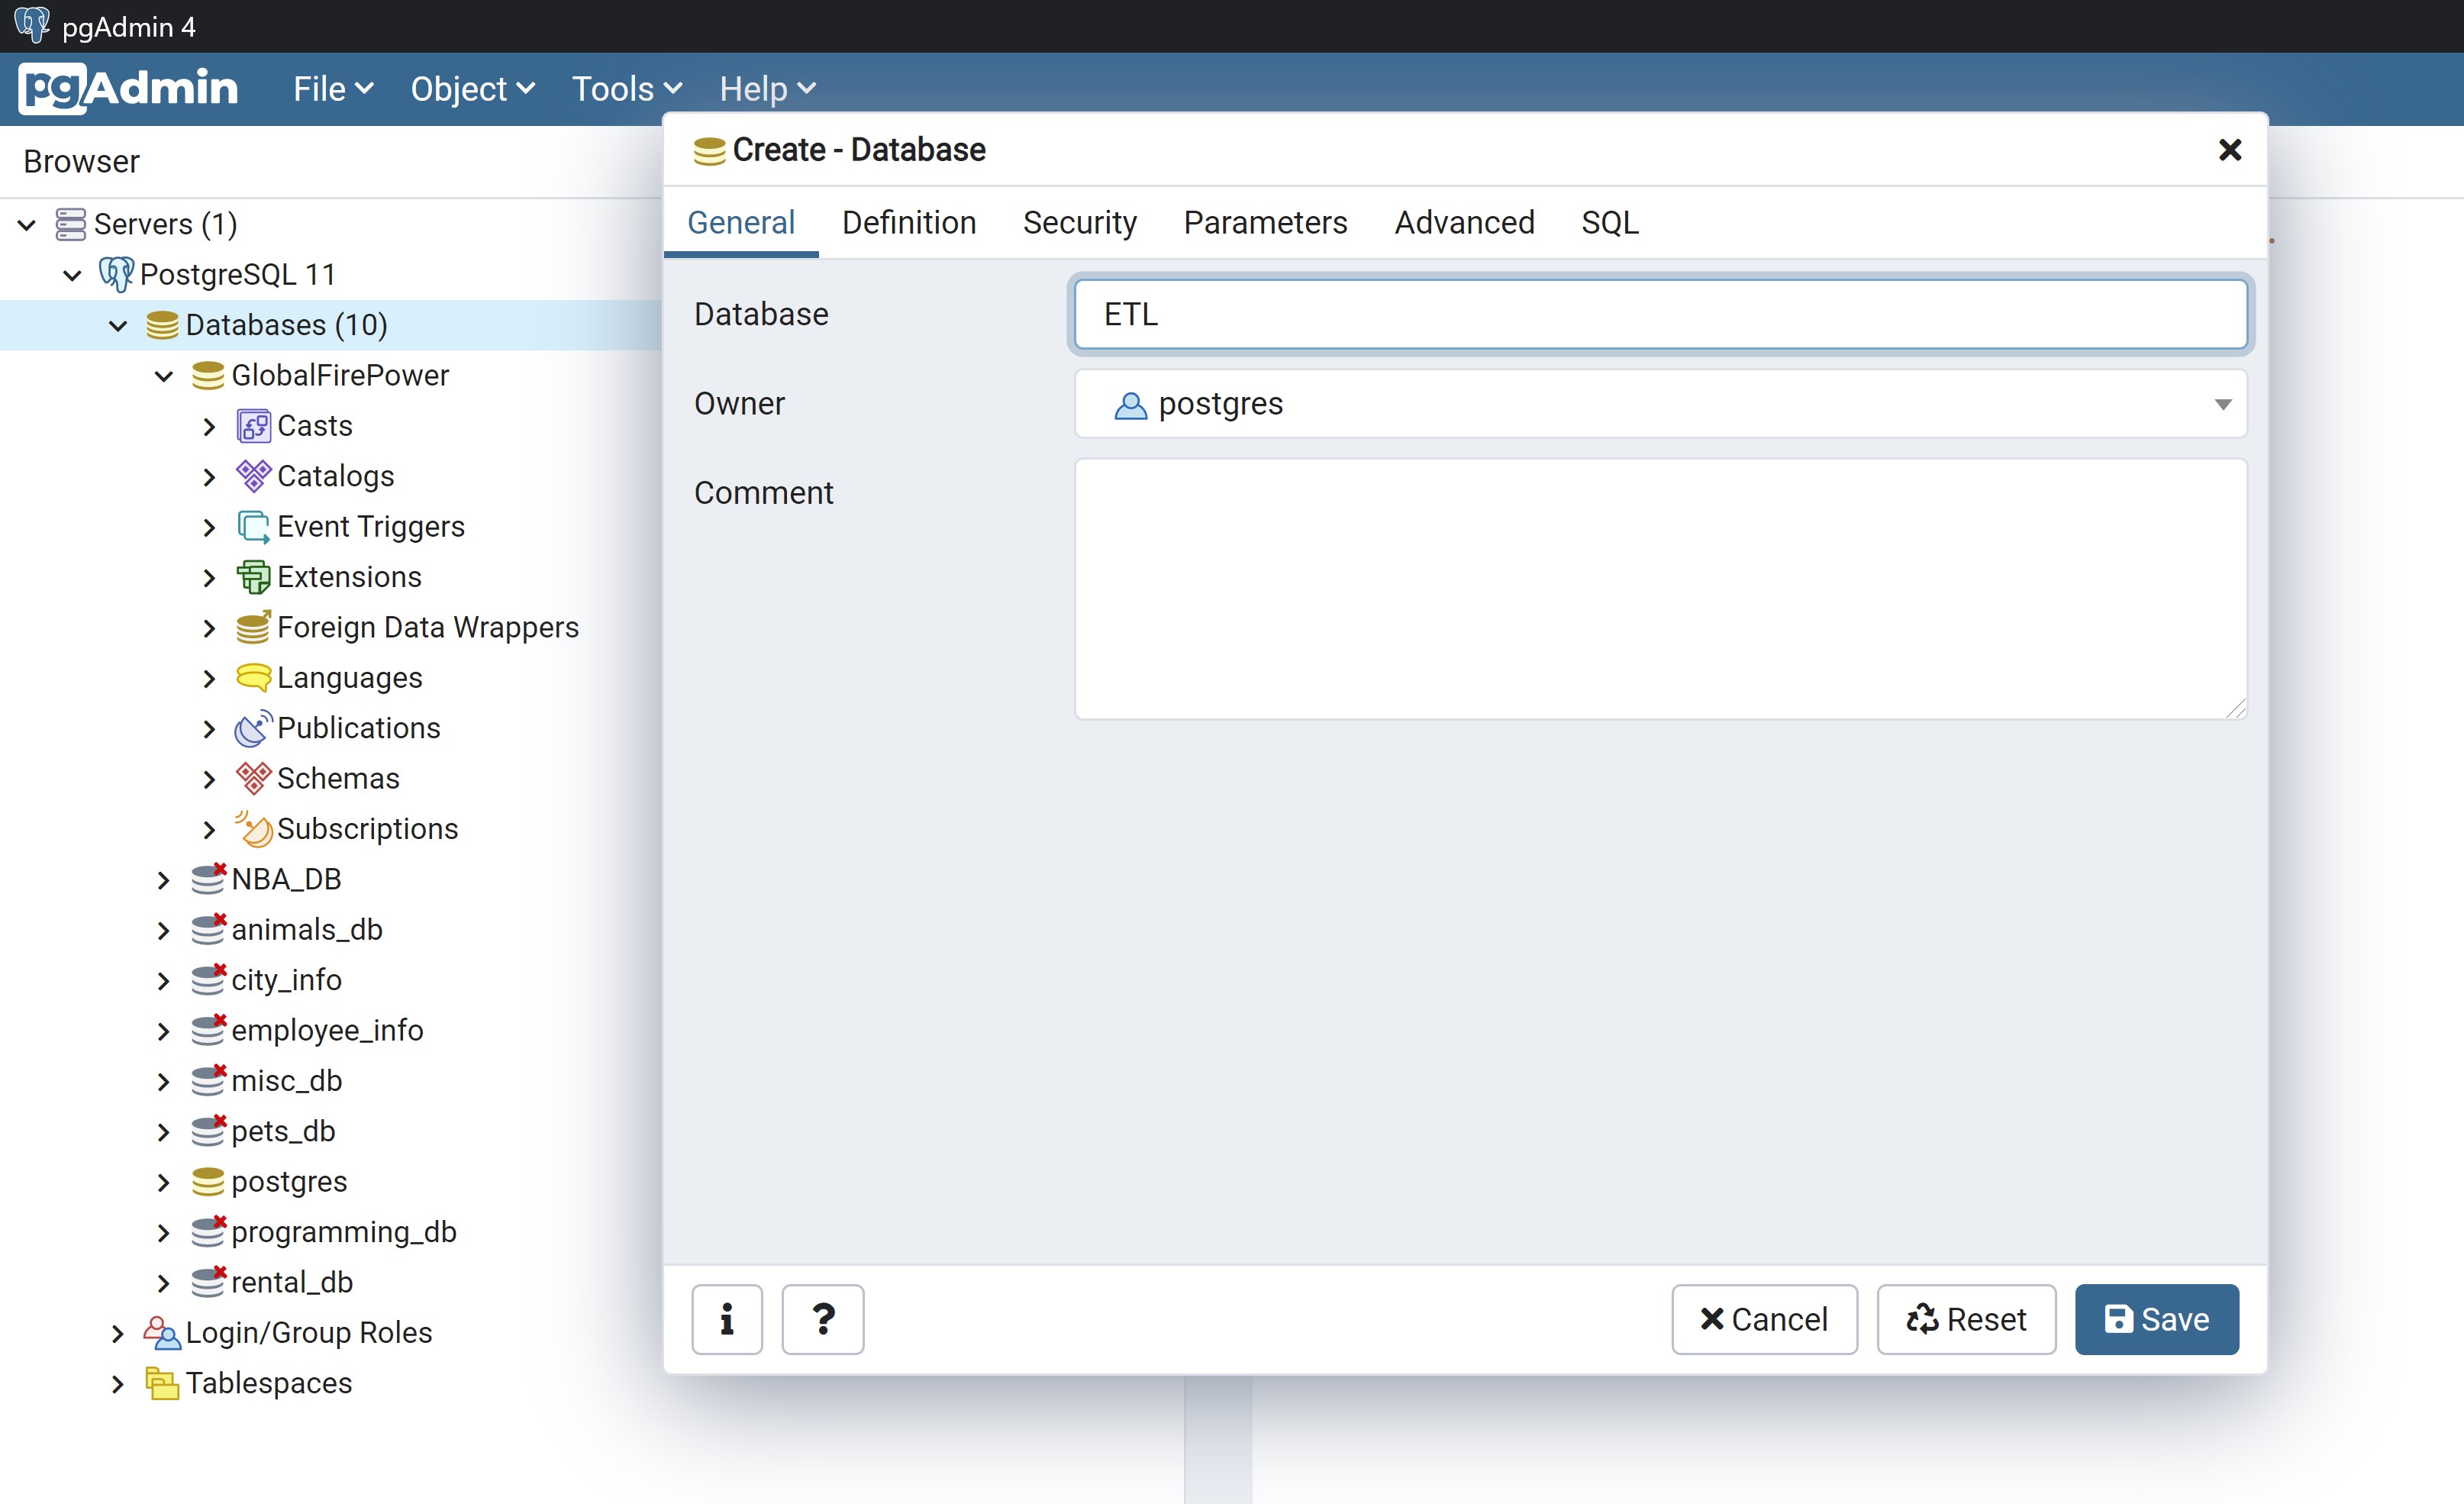 pgAdmin 4
pgAdmin File Object Tools Help
Browser
Servers (1)
PostgreSQL 11
Databases (10)
GlobalFirePower
Casts
Catalogs
Event Triggers
Extensions
Foreign Data Wrappers
Languages
Publications
Schemas
Subscriptions
NBA_DB
animals_db
city_info
employee_info
misc_db
pets_db
postgres
programming_db
rental_db
Login/Group Roles
Tablespaces
Create - Database
General Definition Security Parameters Advanced SQL
Database ETL
Owner postgres
Comment
i ? Cancel Reset Save